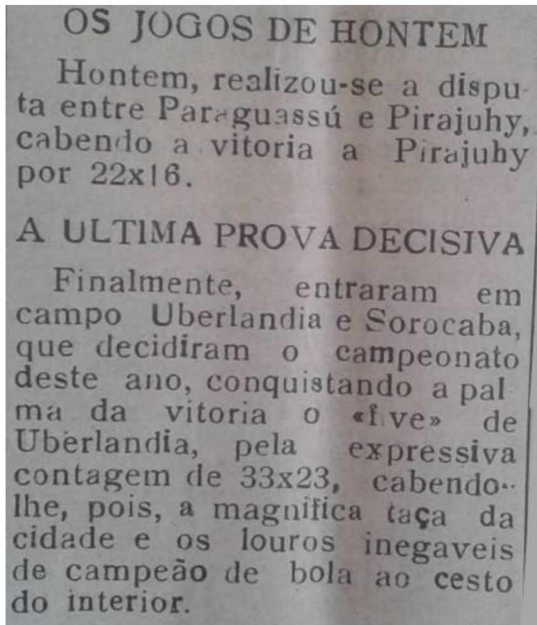 OS JOGOS DE HONTEM
Hontem, realizou-se a dispu-
ta entre Paraguassú e Pirajuhy,
cabendo a vitoria a Pirajuhy
por 22x16.
A ULTIMA PROVA DECISIVA
Finalmente, entraram em
campo Uberlandia e Sorocaba,
que decidiram o campeonato
deste ano, conquistando a pal
ma da vitoria o «five» de
Uberlandia, pela expressiva
contagem de 33x23, cabendo-
lhe, pois, a magnifica taça da
cidade e os louros inegaveis
de campeão de bola ao cesto
do interior.